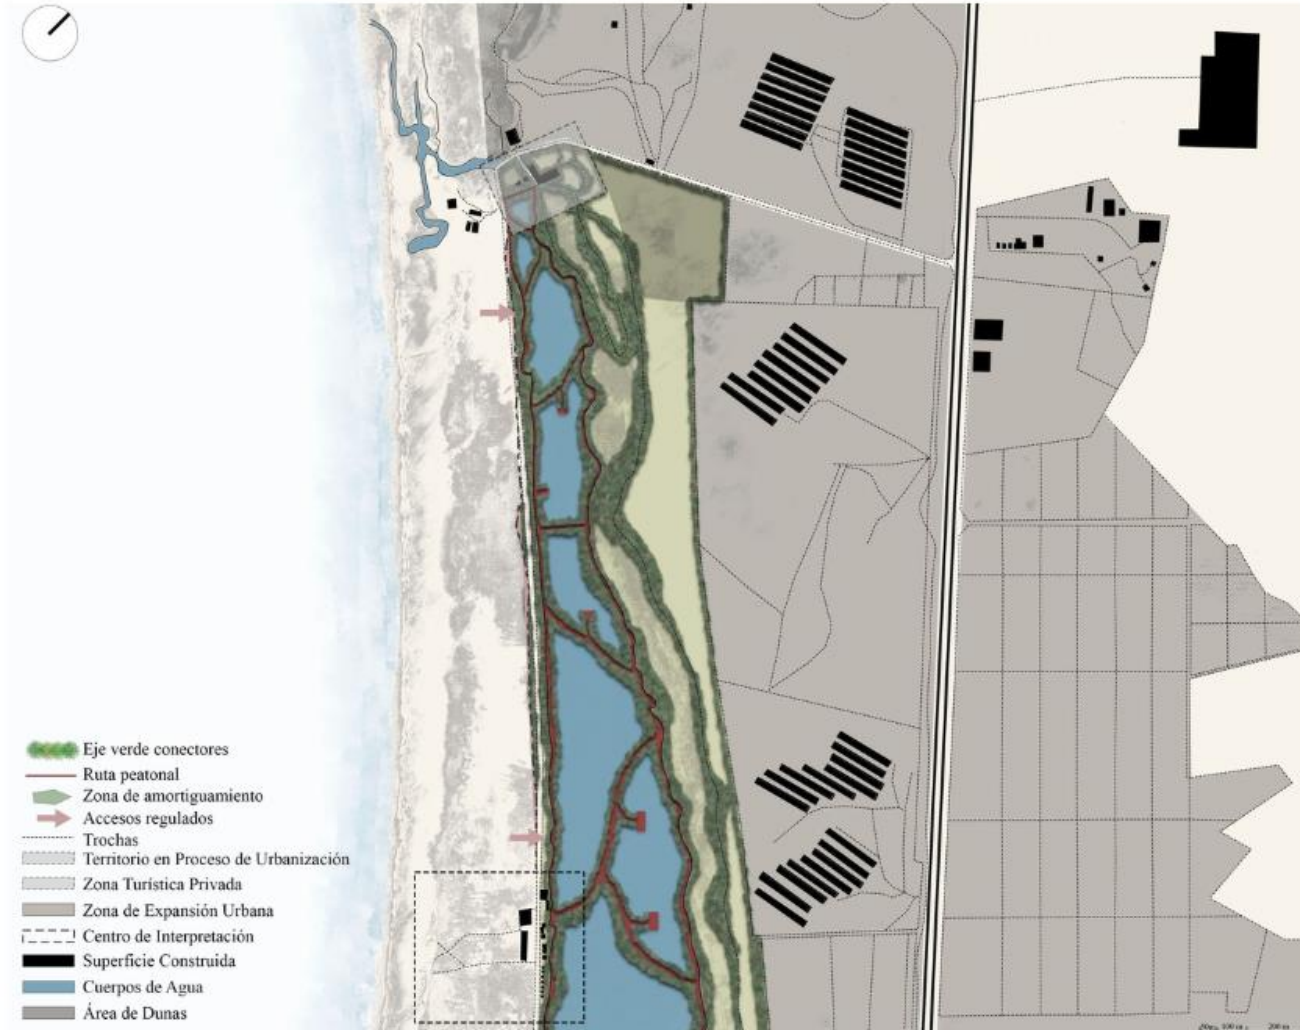 Eje verde conectores
Ruta peatonal
Zona de amortiguamiento
Accesos regulados
Trochas
Territorio en Proceso de Urbanización
Zona Turística Privada
Zona de Expansión Urbana
Centro de Interpretación
Superficie Construida
Cuerpos de Agua
Área de Dunas